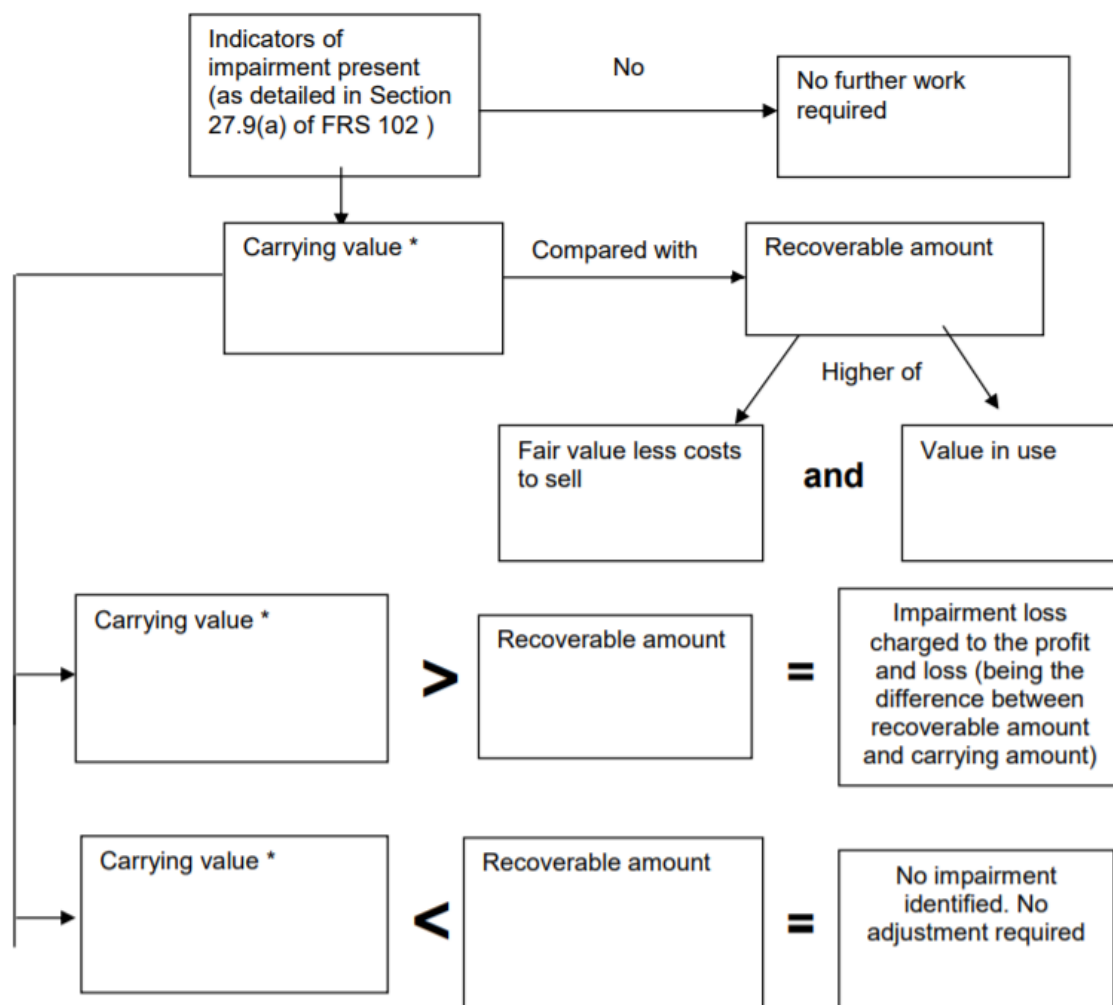 Indicators of
impairment present
(as detailed in Section
27.9(a) of FRS 102 )
No
No further work
required
Carrying value *
Compared with
Recoverable amount
Higher of
Fair value less costs
to sell
and
Value in use
Carrying value *
>
Recoverable amount
=
Impairment loss
charged to the profit
and loss (being the
difference between
recoverable amount
and carrying amount)
Carrying value *
<
Recoverable amount
=
No impairment
identified. No
adjustment required